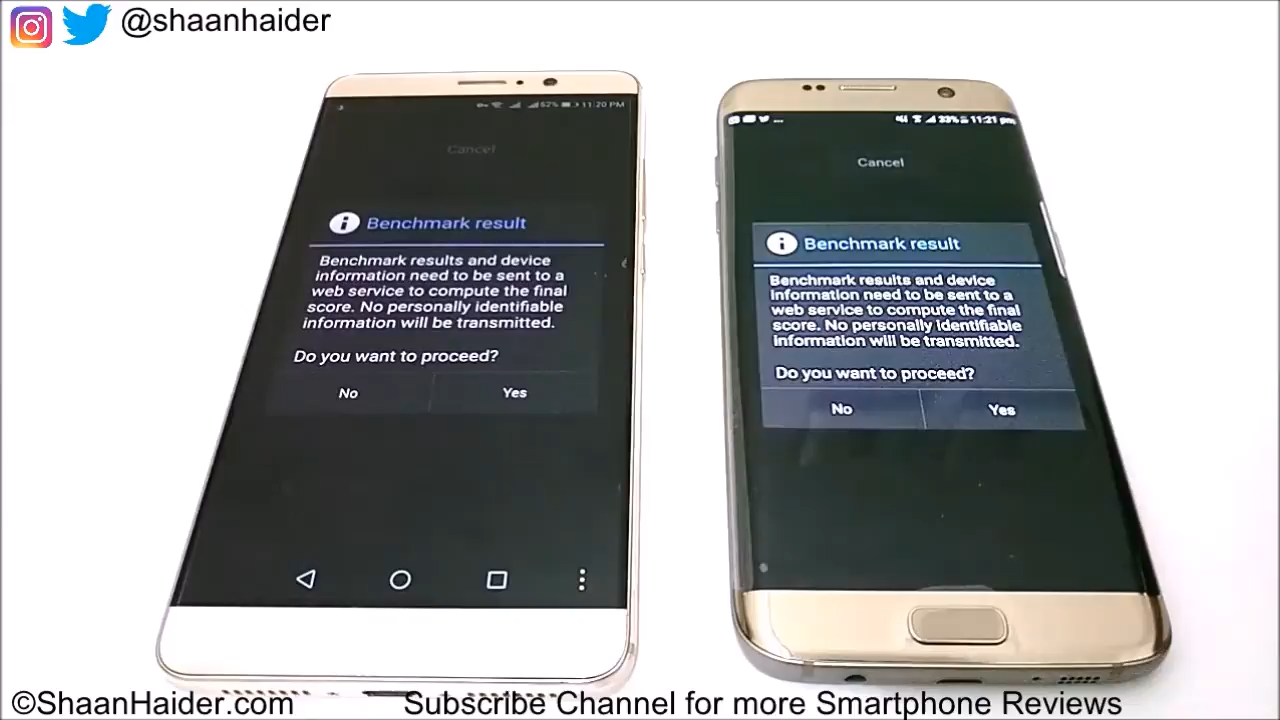 @shaanhaider
62% 11:20 PM
Cancel
Benchmark result
Benchmark results and device
information need to be sent to a
web service to compute the final
score. No personally identifiable
information will be transmitted.
Do you want to proceed?
No Yes
33% 11:21 pm
Cancel
Benchmark result
Benchmark results and device
information need to be sent to a
web service to compute the final
score. No personally identifiable
information will be transmitted.
Do you want to proceed?
No Yes
©ShaanHaider.com
Subscribe Channel for more Smartphone Reviews